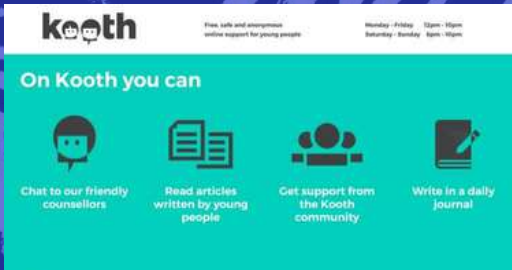 kooth
Free, safe and anonymous
online support for young people
Monday - Friday 12pm - 10pm
Saturday - Sunday 6pm - 10pm
On Kooth you can
Chat to our friendly
counsellors
Read articles
written by young
people
Get support from
the Kooth
community
Write in a daily
journal